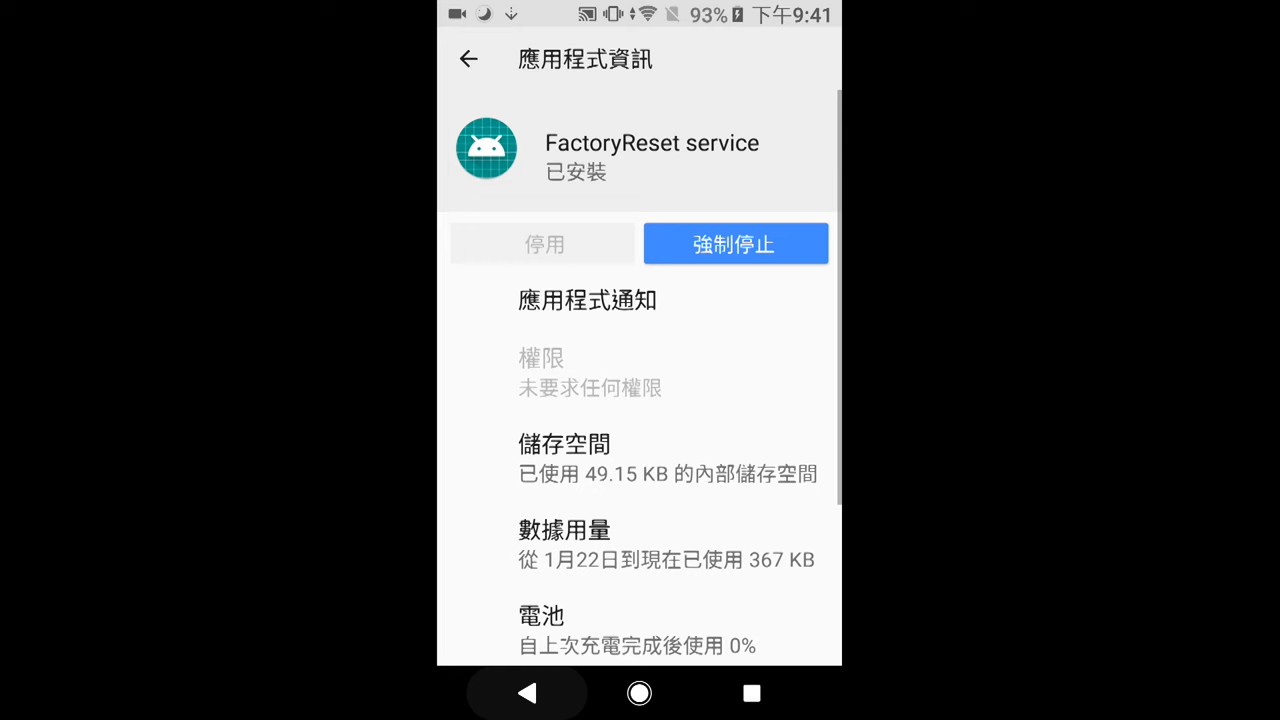 93% 下午9:41
應用程式資訊
FactoryReset service
已安裝
停用 強制停止
應用程式通知
權限
未要求任何權限
儲存空間
已使用 49.15 KB 的內部儲存空間
數據用量
從 1月22日到現在已使用 367 KB
電池
自上次充電完成後使用 0%